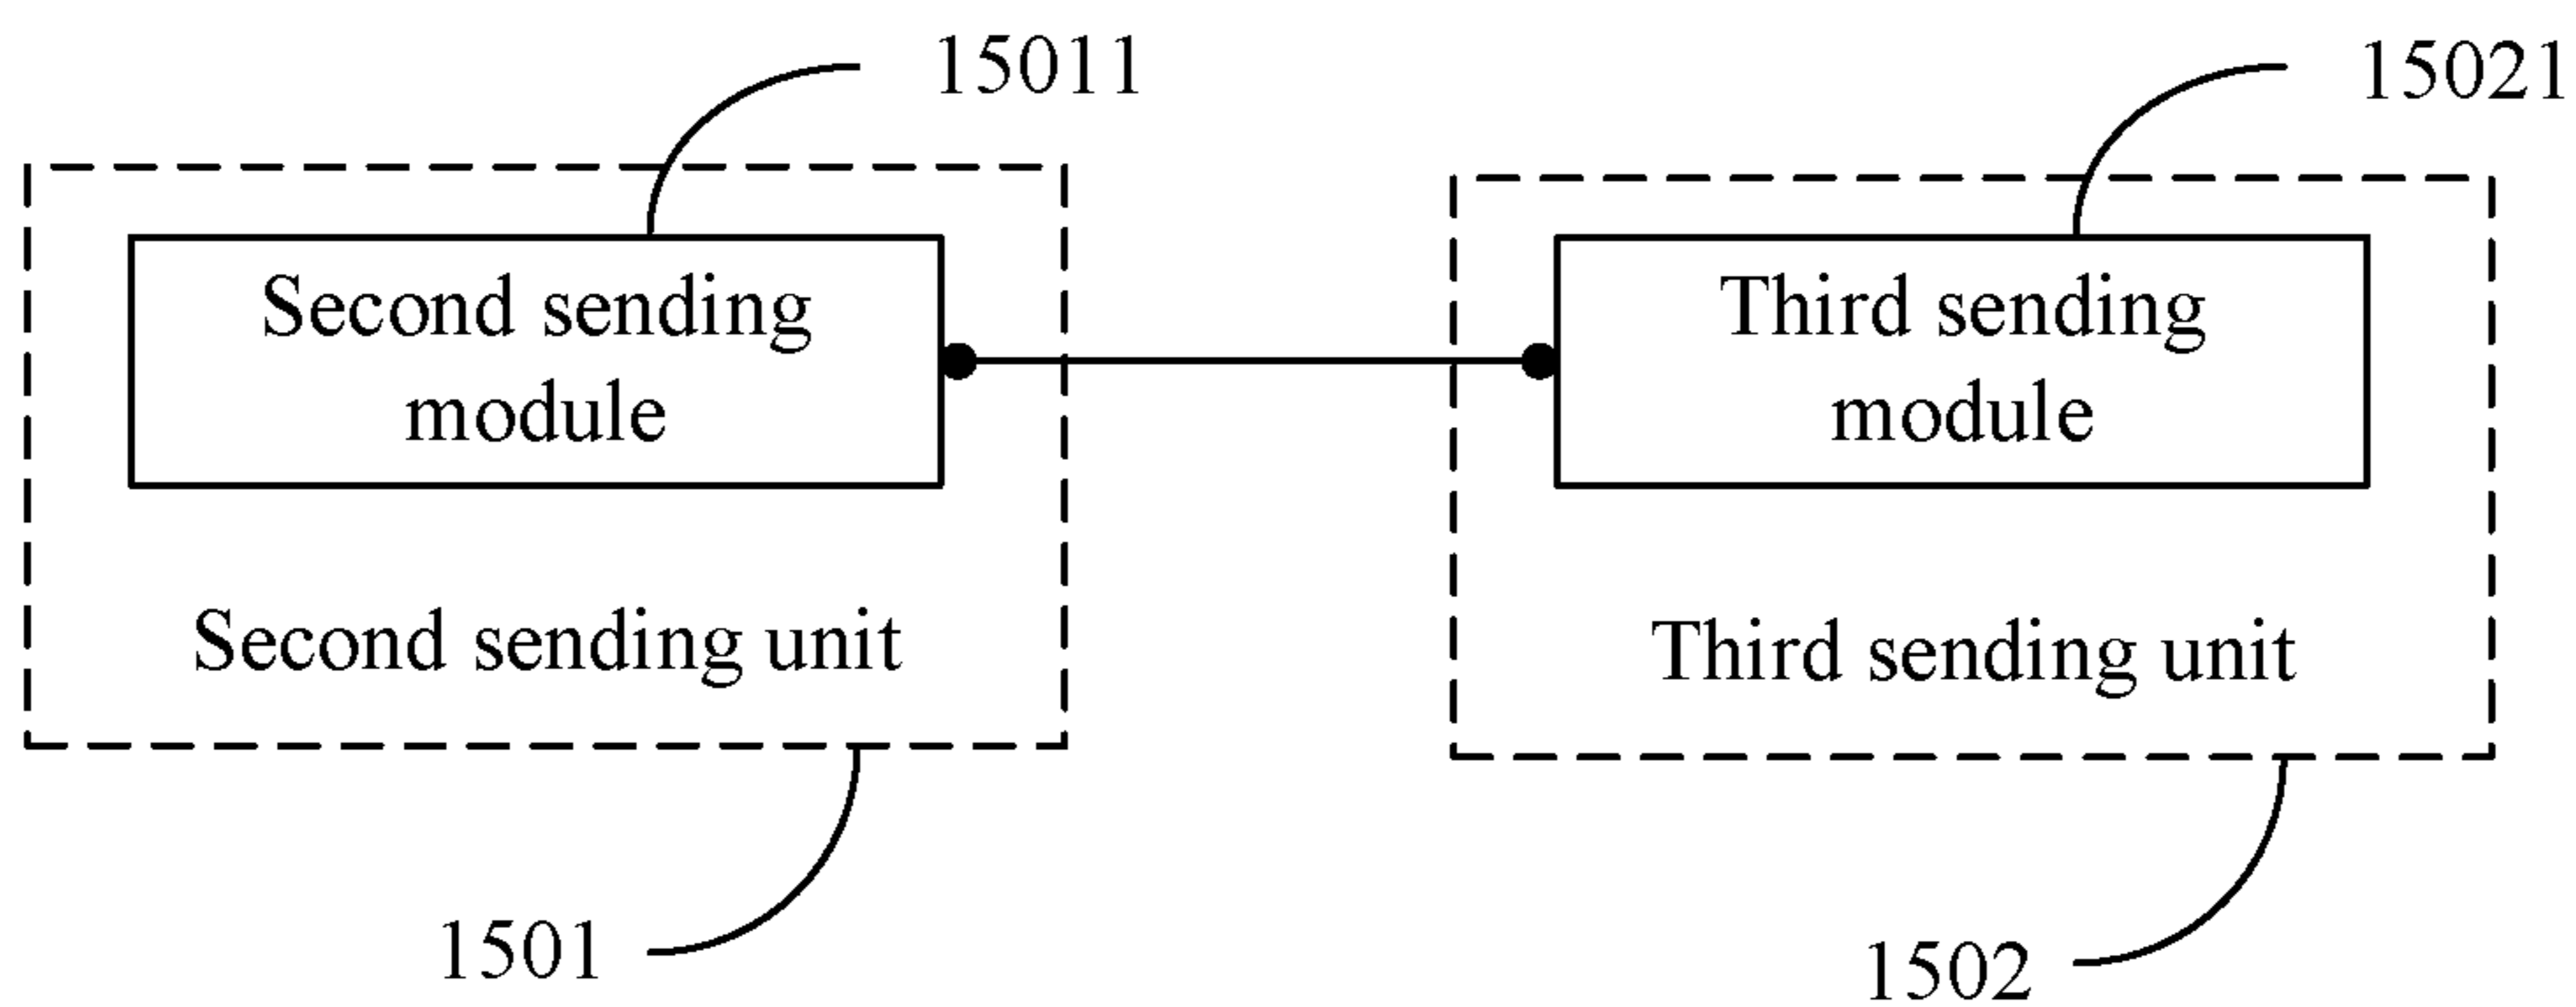 15011
15021
Second sending
module
Third sending
module
Second sending unit
Third sending unit
1501
1502